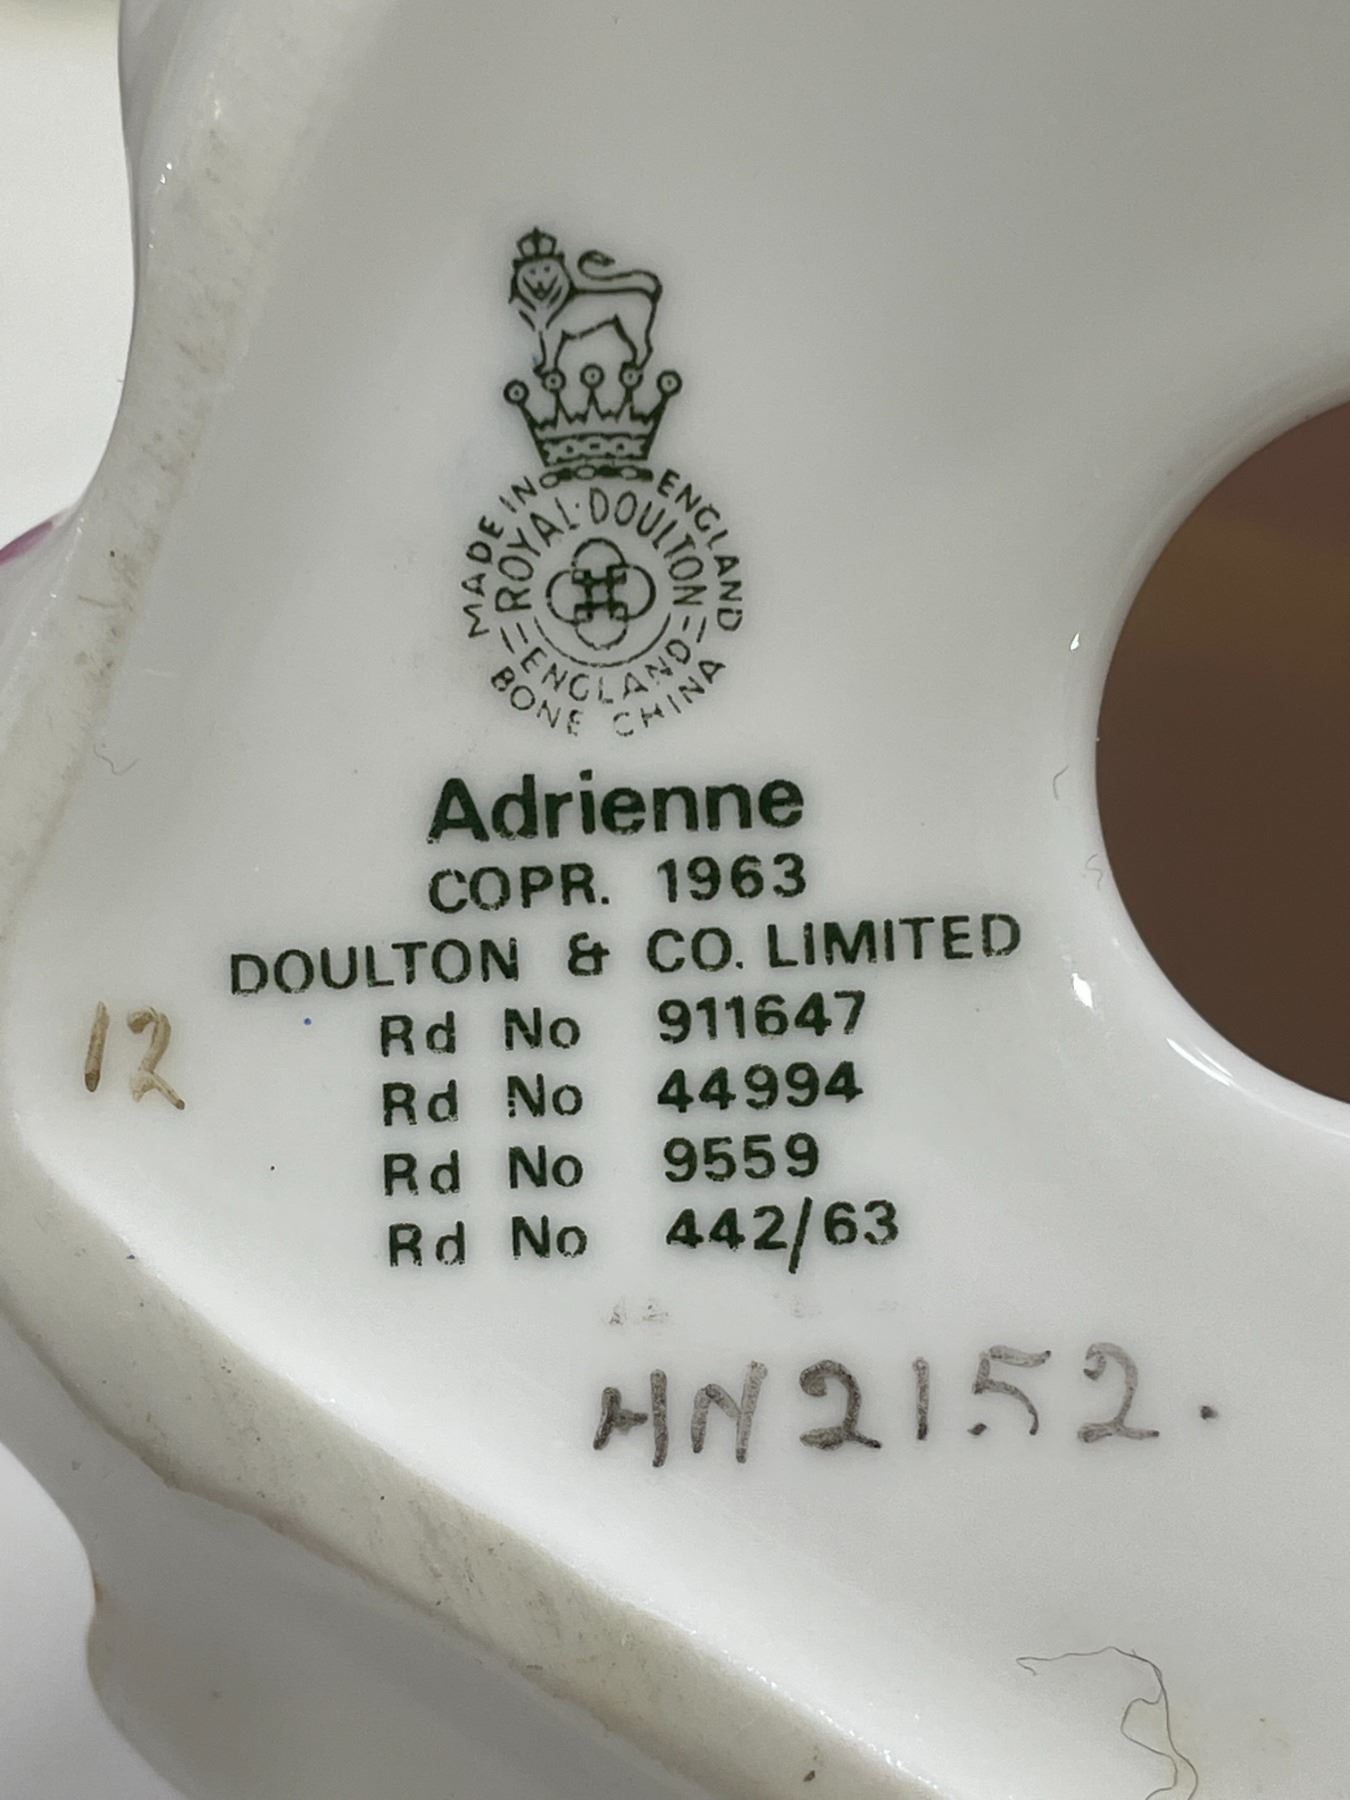 MADE IN ENGLAND
ROYAL·DOULTON
ENGLAND
BONE CHINA
Adrienne
COPR. 1963
DOULTON & CO. LIMITED
Rd No 911647
12
Rd No 44994
Rd No 9559
Rd No 442/63
HN2152.